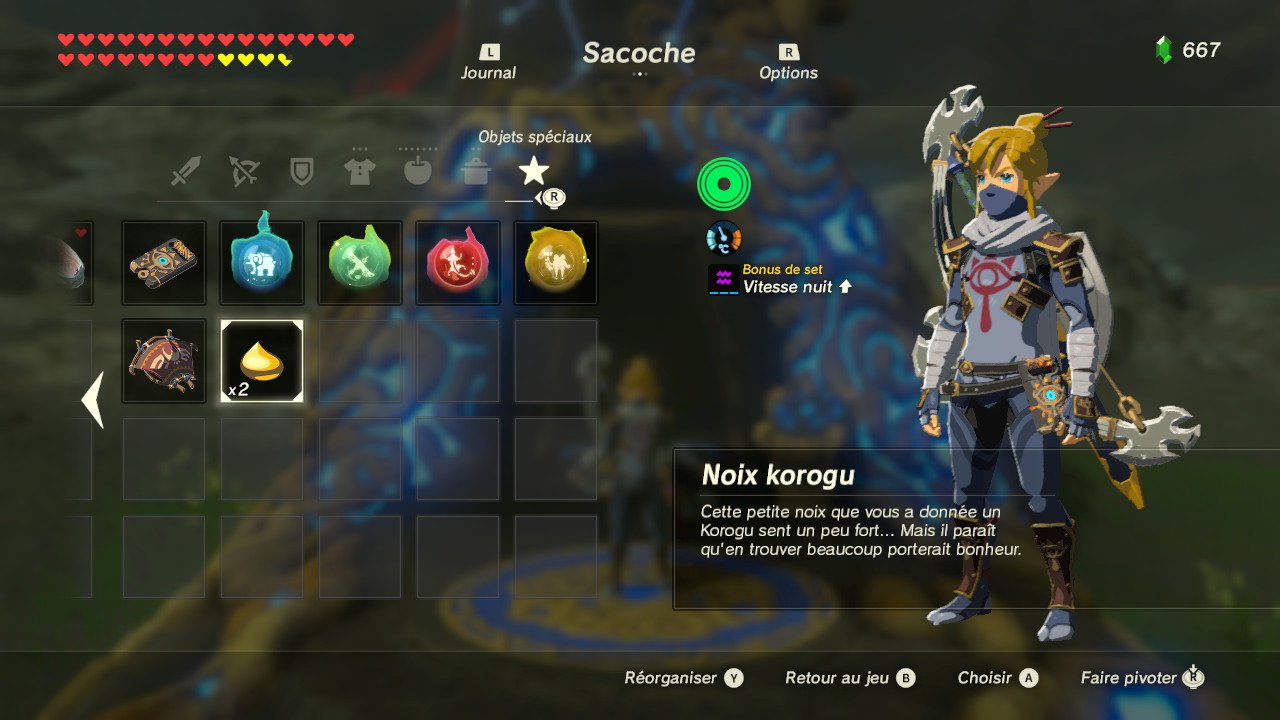 L
Journal
Sacoche
R
Options
667
Objets spéciaux
R
Bonus de set
Vitesse nuit
x2
Noix korogu
Cette petite noix que vous a donnée un
Korogu sent un peu fort... Mais il paraît
qu'en trouver beaucoup porterait bonheur.
Réorganiser Y
Retour au jeu B
Choisir A
Faire pivoter R